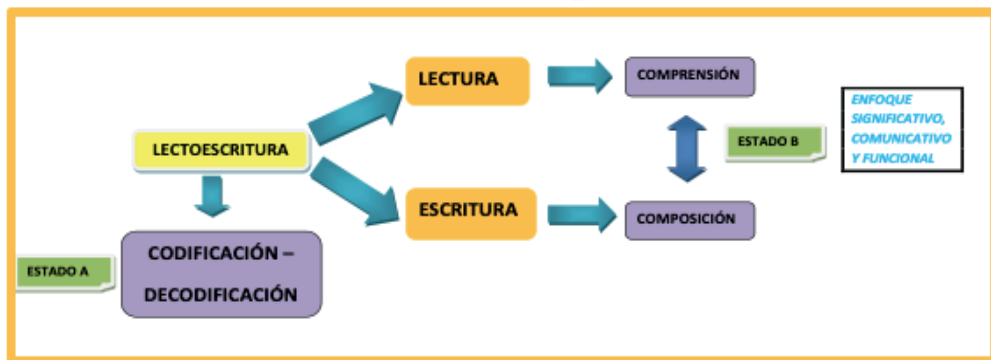 LECTURA
COMPRENSIÓN
ENFOQUE
SIGNIFICATIVO,
COMUNICATIVO
Y FUNCIONAL
LECTOESCRITURA
ESTADO B
ESCRITURA
COMPOSICIÓN
CODIFICACIÓN –
DECODIFICACIÓN
ESTADO A